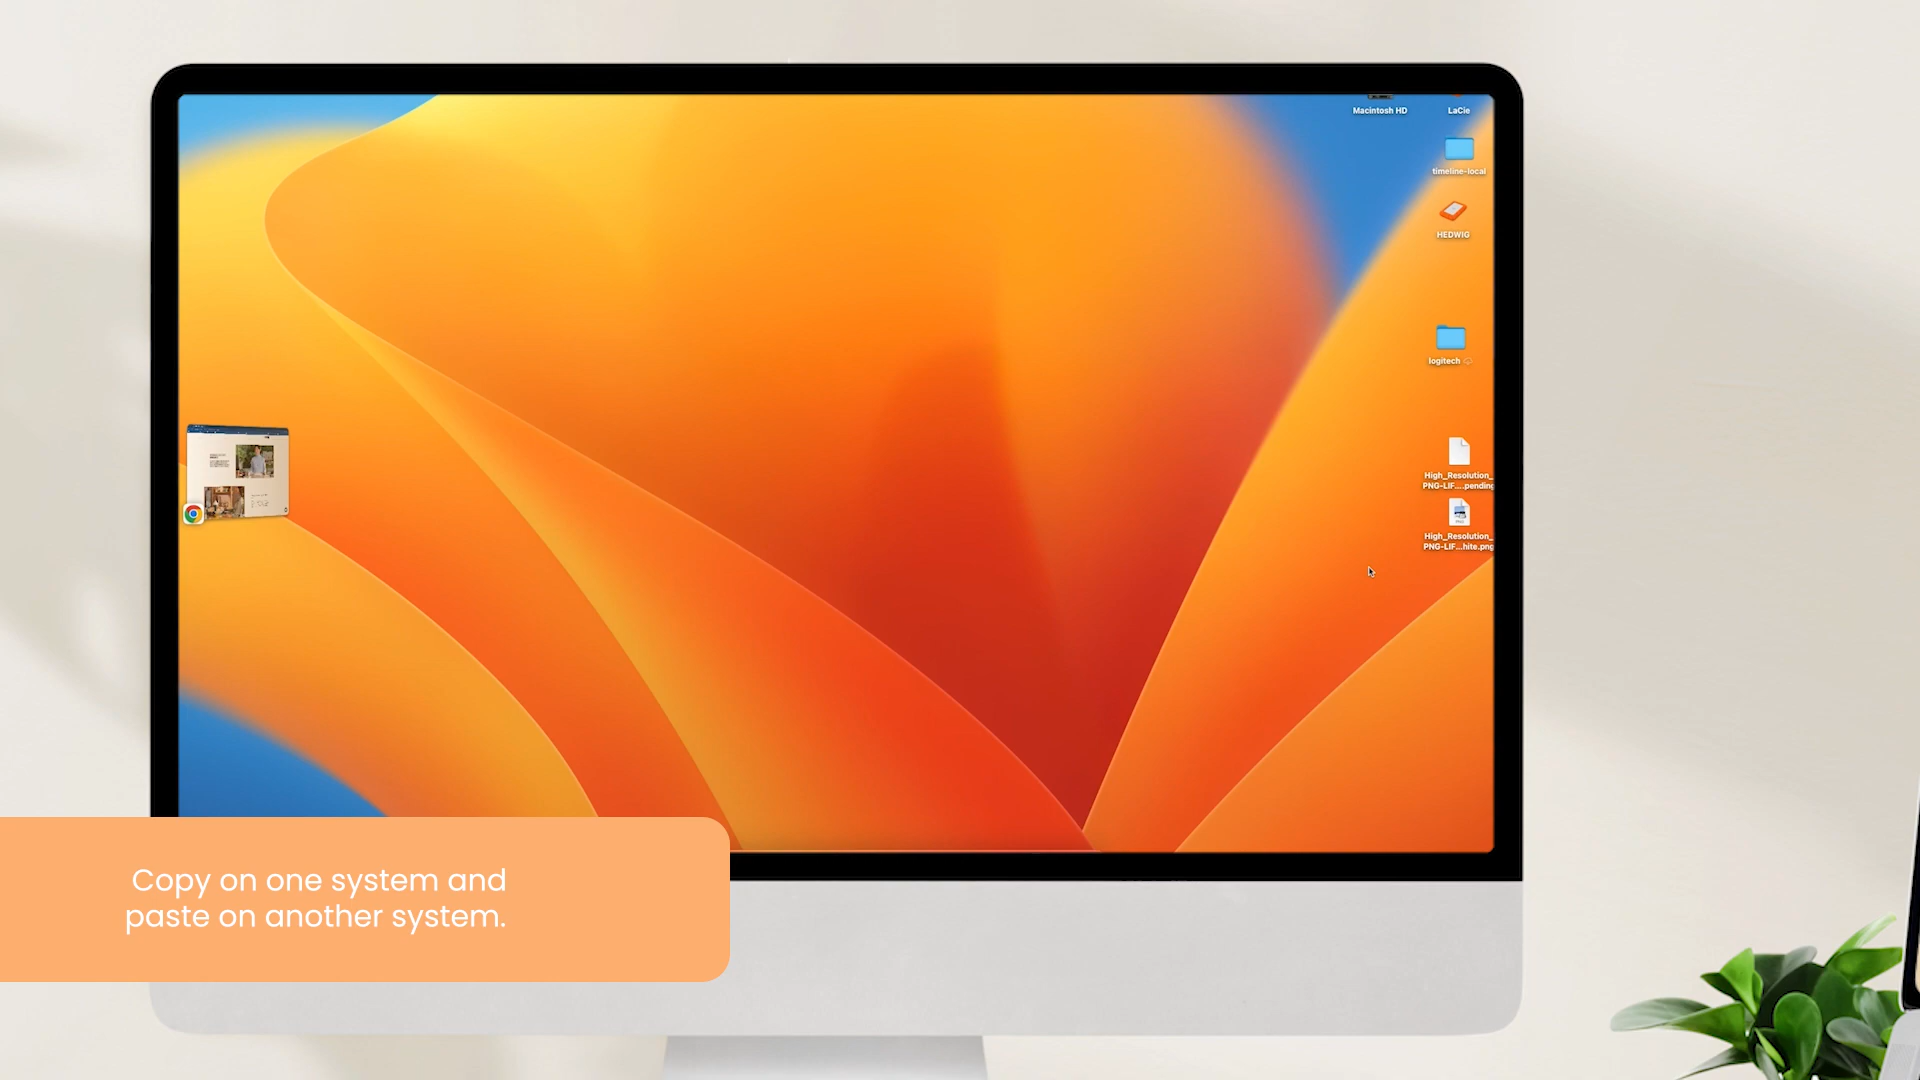 Macintosh HD
LaCie
timeline-local
HEDWIG
logitech
High_Resolution_
PNG-LIF....pending
High_Resolution_
PNG-LIF...hite.png
Copy on one system and
paste on another system.